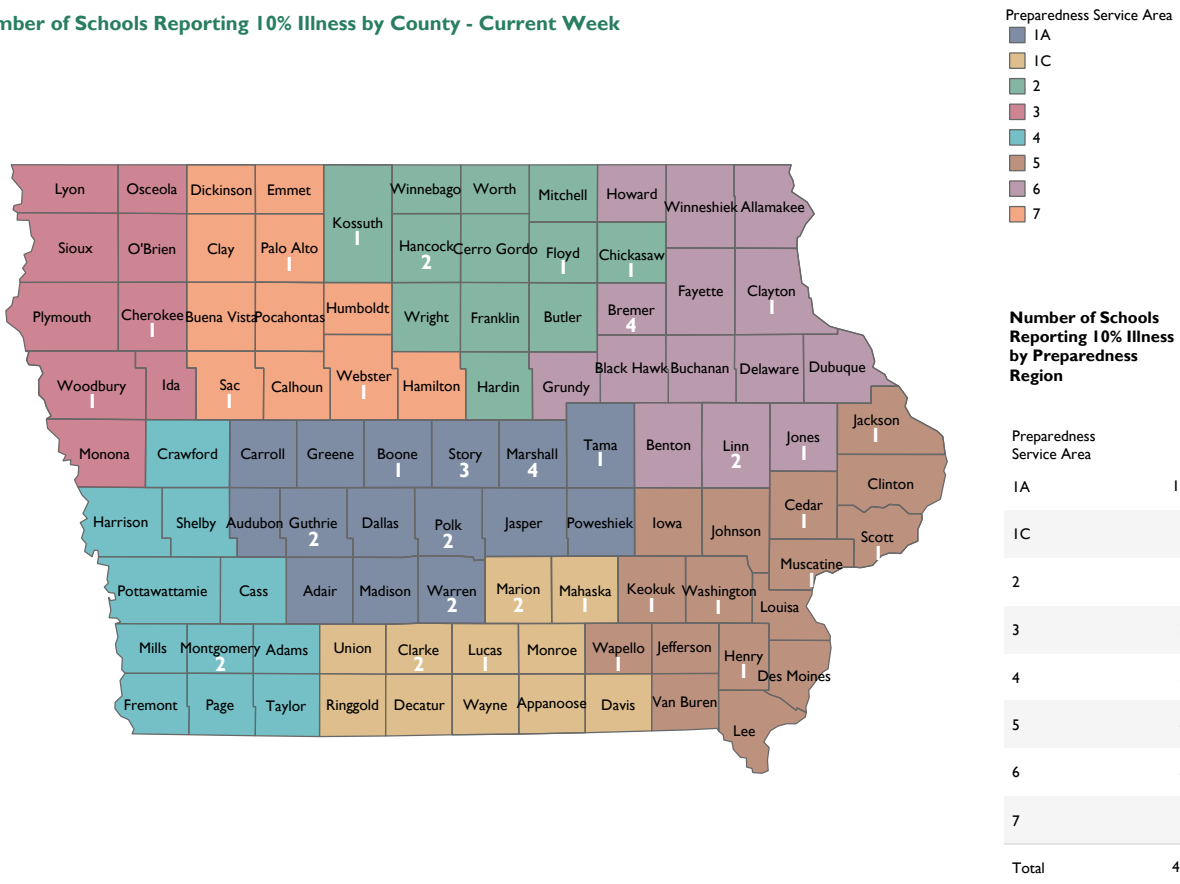 mber of Schools Reporting 10% Illness by County - Current Week
Preparedness Service Area
1A
1C
2
3
4
5
6
7
Lyon
Osceola
Dickinson
Emmet
Kossuth
1
Winnebago
Worth
Mitchell
Howard
Winneshiek
Allamakee
Sioux
O'Brien
Clay
Palo Alto
1
Hancock
2
Cerro Gordo
Floyd
1
Chickasaw
1
Plymouth
Cherokee
1
Buena Vista
Pocahontas
Humboldt
Wright
Franklin
Butler
Bremer
4
Fayette
Clayton
1
Woodbury
1
Ida
Sac
1
Calhoun
Webster
1
Hamilton
Hardin
Grundy
Black Hawk
Buchanan
Delaware
Dubuque
Monona
Crawford
Carroll
Greene
Boone
1
Story
3
Marshall
4
Tama
1
Benton
Linn
2
Jones
1
Jackson
1
Clinton
Harrison
Shelby
Audubon
Guthrie
2
Dallas
Polk
2
Jasper
Poweshiek
Iowa
Johnson
Cedar
1
Scott
1
Muscatine
1
Pottawattamie
Cass
Adair
Madison
Warren
2
Marion
2
Mahaska
1
Keokuk
1
Washington
1
Louisa
Mills
Montgomery
2
Adams
Union
Clarke
2
Lucas
1
Monroe
Wapello
1
Jefferson
Henry
1
Des Moines
Fremont
Page
Taylor
Ringgold
Decatur
Wayne
Appanoose
Davis
Van Buren
Lee
Number of Schools
Reporting 10% Illness
by Preparedness
Region
Preparedness
Service Area
1A 1
1C
2
3
4
5
6
7
Total 4